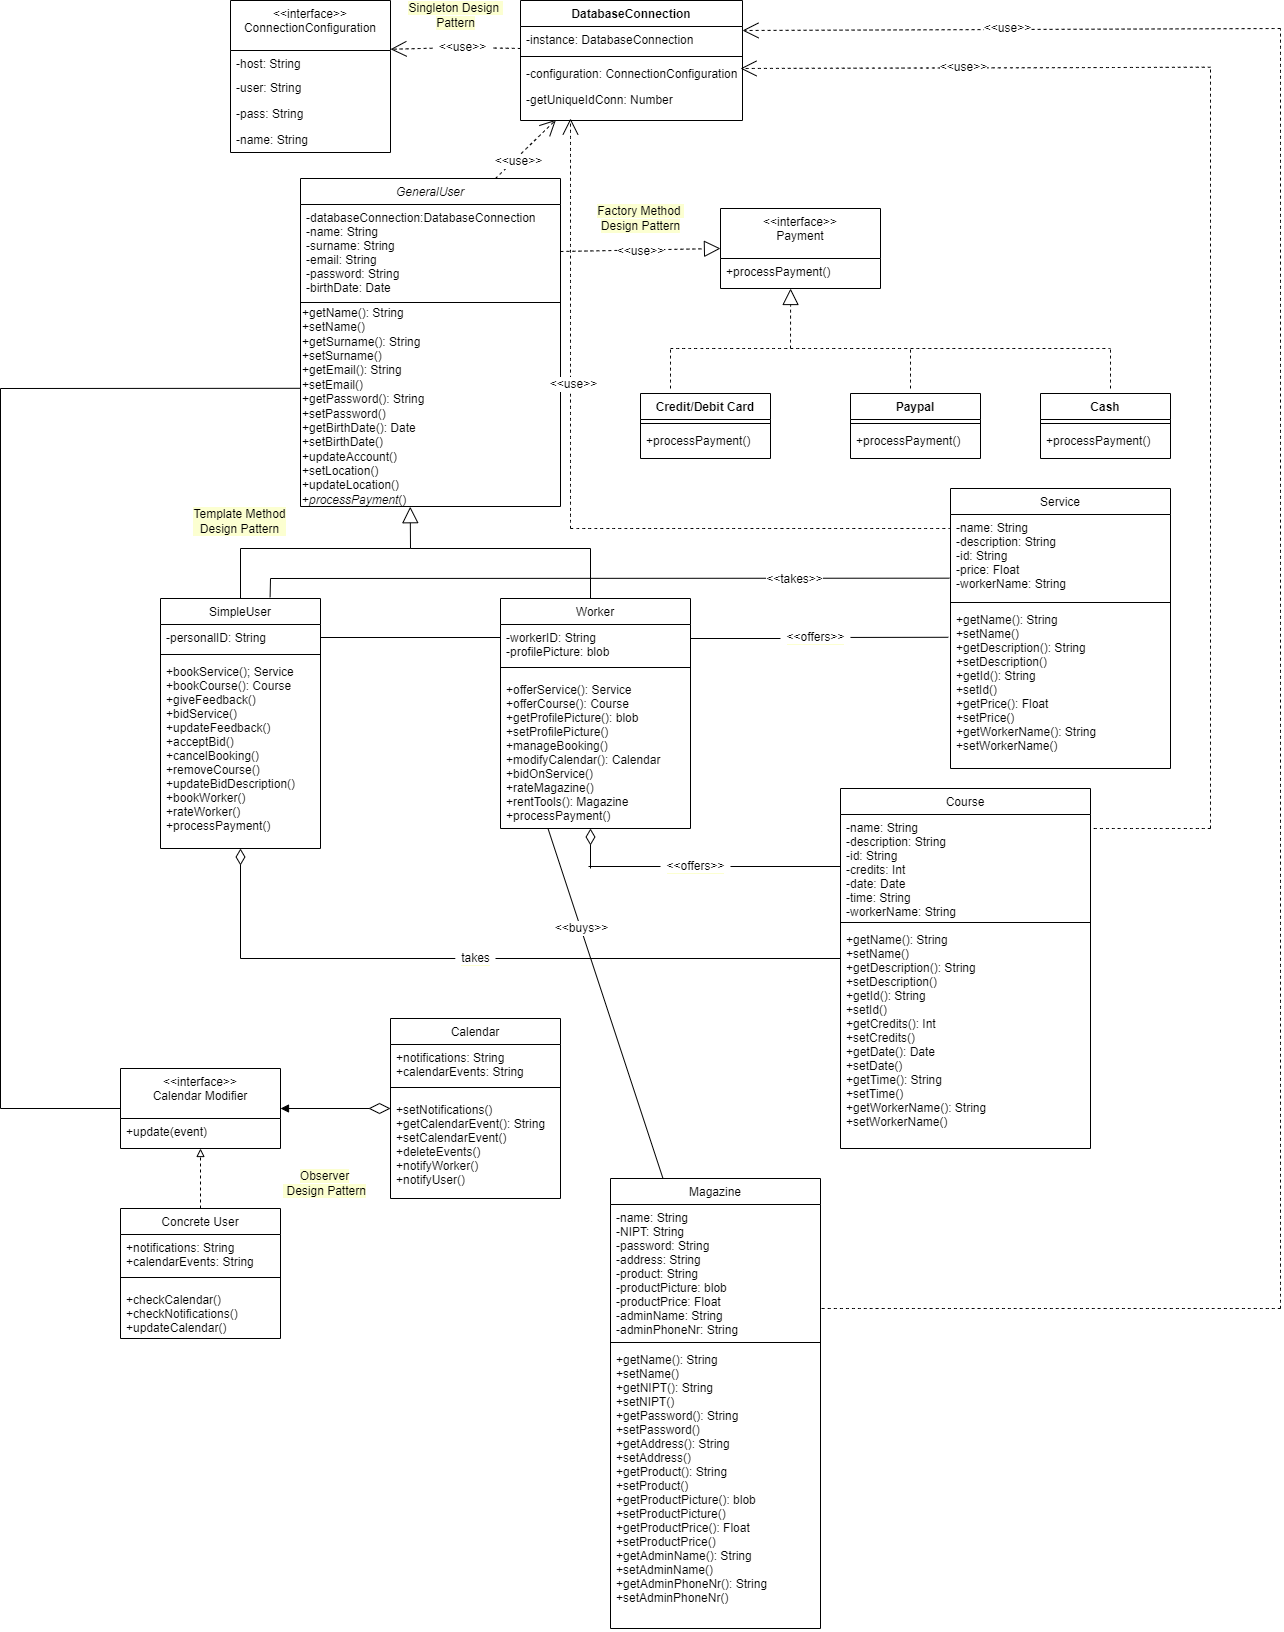 <<interface>>
ConnectionConfiguration
-host: String
-user: String
-pass: String
-name: String
Singleton Design
Pattern
<<use>>
DatabaseConnection
-instance: DatabaseConnection
-configuration: ConnectionConfiguration
-getUniqueIdConn: Number
<<use>>
<<use>>
<<use>>
GeneralUser
-databaseConnection:DatabaseConnection
-name: String
-surname: String
-email: String
-password: String
-birthDate: Date
+getName(): String
+setName()
+getSurname(): String
+setSurname()
+getEmail(): String
+setEmail()
+getPassword(): String
+setPassword()
+getBirthDate(): Date
+setBirthDate()
+updateAccount()
+setLocation()
+updateLocation()
+processPayment()
Factory Method
Design Pattern
<<use>>
<<interface>>
Payment
+processPayment()
<<use>>
Credit/Debit Card
+processPayment()
Paypal
+processPayment()
Cash
+processPayment()
Template Method
Design Pattern
Service
-name: String
-description: String
-id: String
-price: Float
-workerName: String
+getName(): String
+setName()
+getDescription(): String
+setDescription()
+getId(): String
+setId()
+getPrice(): Float
+setPrice()
+getWorkerName(): String
+setWorkerName()
<<takes>>
SimpleUser
-personalID: String
+bookService(); Service
+bookCourse(): Course
+giveFeedback()
+bidService()
+updateFeedback()
+acceptBid()
+cancelBooking()
+removeCourse()
+updateBidDescription()
+bookWorker()
+rateWorker()
+processPayment()
Worker
-workerID: String
-profilePicture: blob
+offerService(): Service
+offerCourse(): Course
+getProfilePicture(): blob
+setProfilePicture()
+manageBooking()
+modifyCalendar(): Calendar
+bidOnService()
+rateMagazine()
+rentTools(): Magazine
+processPayment()
<<offers>>
Course
-name: String
-description: String
-id: String
-credits: Int
-date: Date
-time: String
-workerName: String
+getName(): String
+setName()
+getDescription(): String
+setDescription()
+getId(): String
+setId()
+getCredits(): Int
+setCredits()
+getDate(): Date
+setDate()
+getTime(): String
+setTime()
+getWorkerName(): String
+setWorkerName()
<<offers>>
<<buys>>
takes
Calendar
+notifications: String
+calendarEvents: String
+setNotifications()
+getCalendarEvent(): String
+setCalendarEvent()
+deleteEvents()
+notifyWorker()
+notifyUser()
<<interface>>
Calendar Modifier
+update(event)
Observer
Design Pattern
Concrete User
+notifications: String
+calendarEvents: String
+checkCalendar()
+checkNotifications()
+updateCalendar()
Magazine
-name: String
-NIPT: String
-password: String
-address: String
-product: String
-productPicture: blob
-productPrice: Float
-adminName: String
-adminPhoneNr: String
+getName(): String
+setName()
+getNIPT(): String
+setNIPT()
+getPassword(): String
+setPassword()
+getAddress(): String
+setAddress()
+getProduct(): String
+setProduct()
+getProductPicture(): blob
+setProductPicture()
+getProductPrice(): Float
+setProductPrice()
+getAdminName(): String
+setAdminName()
+getAdminPhoneNr(): String
+setAdminPhoneNr()